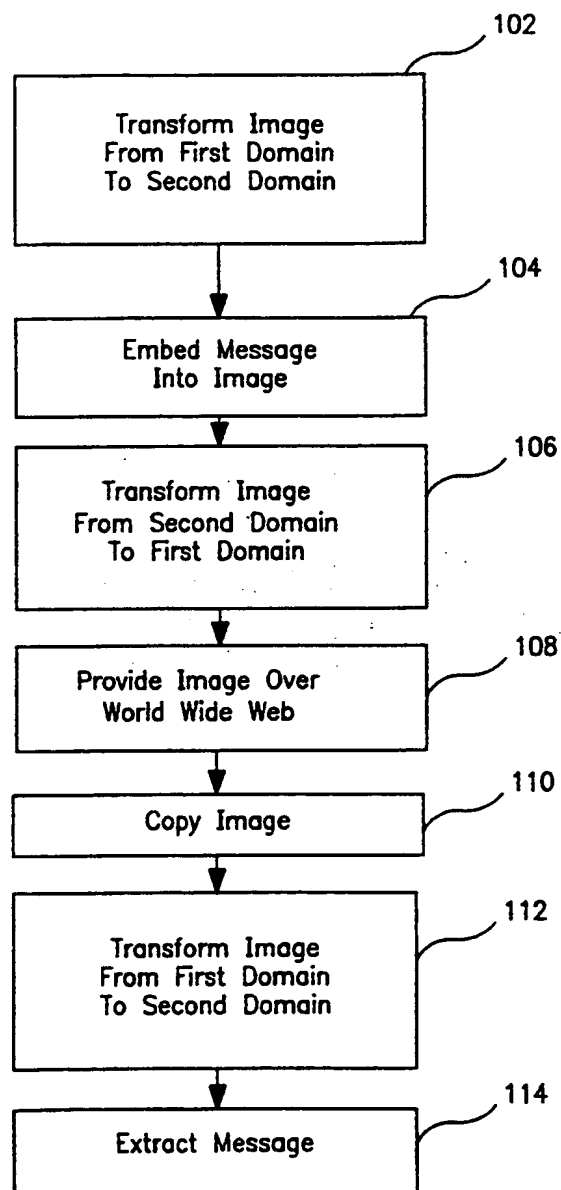 102
Transform Image
From First Domain
To Second Domain
104
Embed Message
Into Image
106
Transform Image
From Second Domain
To First Domain
108
Provide Image Over
World Wide Web
110
Copy Image
112
Transform Image
From First Domain
To Second Domain
114
Extract Message